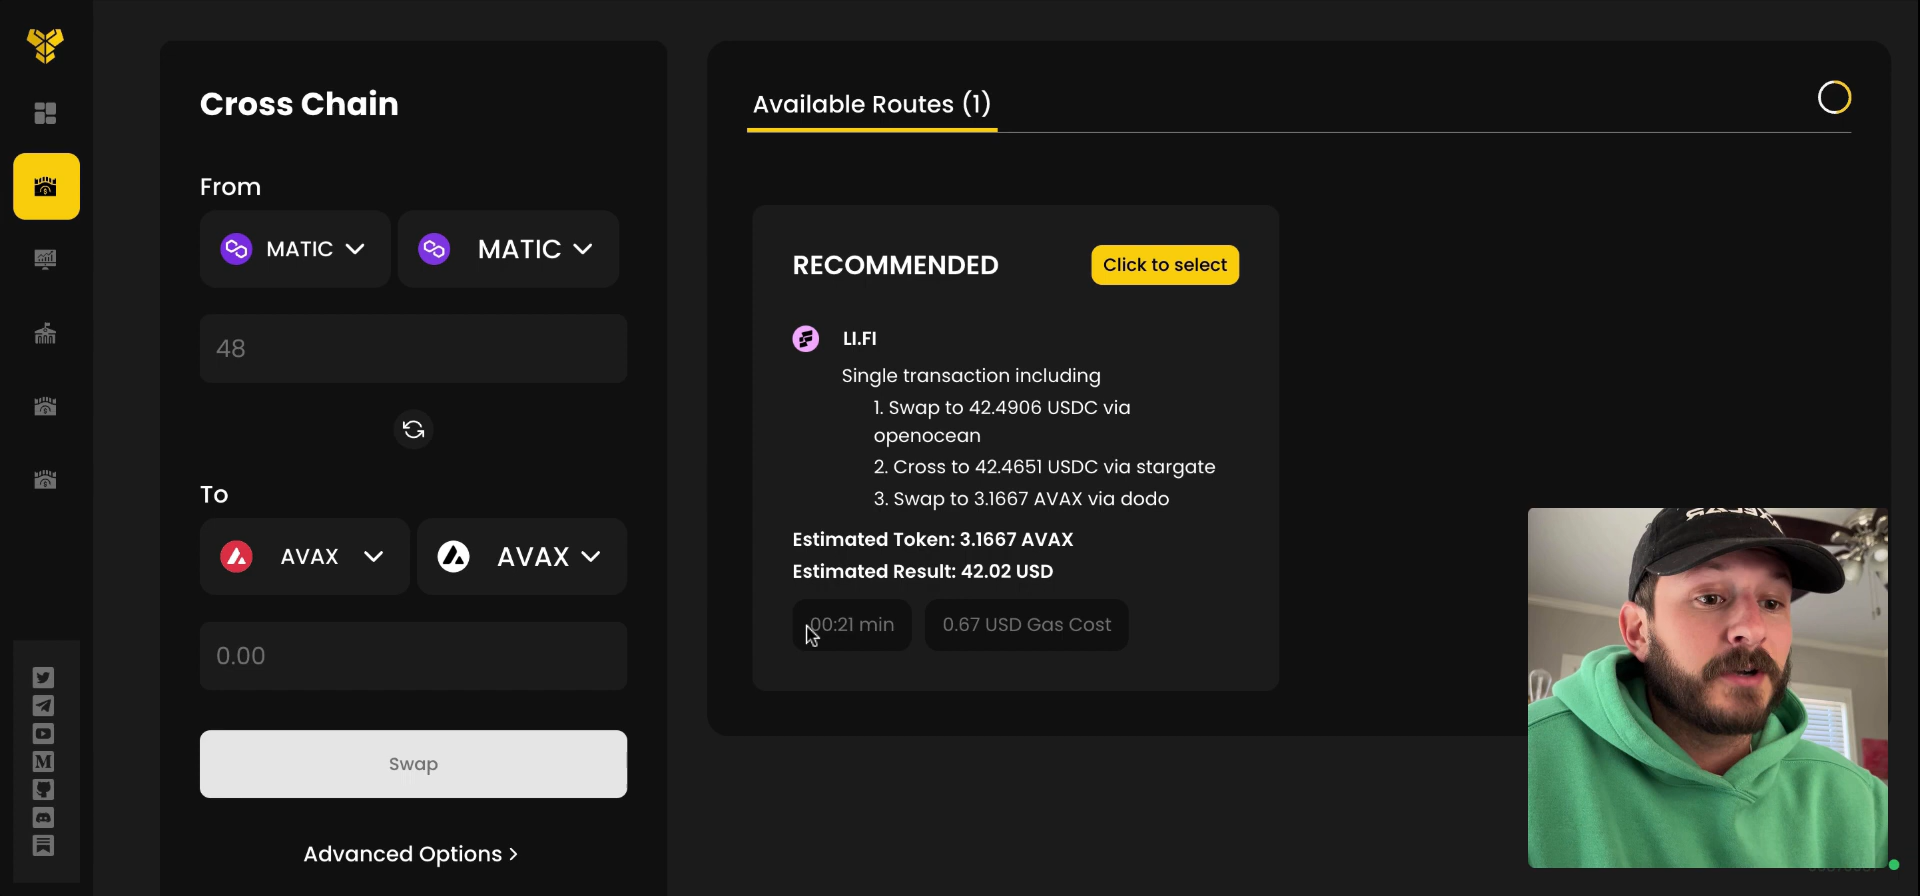 Cross Chain
From
MATIC
MATIC
48
To
AVAX
AVAX
0.00
Swap
Advanced Options >
Available Routes (1)
RECOMMENDED
Click to select
LI.FI
Single transaction including
1. Swap to 42.4906 USDC via
openocean
2. Cross to 42.4651 USDC via stargate
3. Swap to 3.1667 AVAX via dodo
Estimated Token: 3.1667 AVAX
Estimated Result: 42.02 USD
00:21 min
0.67 USD Gas Cost